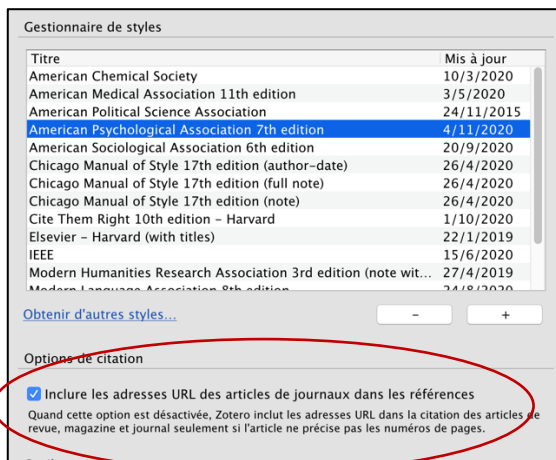 Gestionnaire de styles
Titre Mis à jour
American Chemical Society 10/3/2020
American Medical Association 11th edition 3/5/2020
American Political Science Association 24/11/2015
American Psychological Association 7th edition 4/11/2020
American Sociological Association 6th edition 20/9/2020
Chicago Manual of Style 17th edition (author-date) 26/4/2020
Chicago Manual of Style 17th edition (full note) 26/4/2020
Chicago Manual of Style 17th edition (note) 26/4/2020
Cite Them Right 10th edition - Harvard 1/10/2020
Elsevier - Harvard (with titles) 22/1/2019
IEEE 15/6/2020
Modern Humanities Research Association 3rd edition (note wit... 27/4/2019
Modern Language Association 8th edition 24/8/2020
Obtenir d'autres styles... - +
Options de citation
Inclure les adresses URL des articles de journaux dans les références
Quand cette option est désactivée, Zotero inclut les adresses URL dans la citation des articles de
revue, magazine et journal seulement si l'article ne précise pas les numéros de pages.